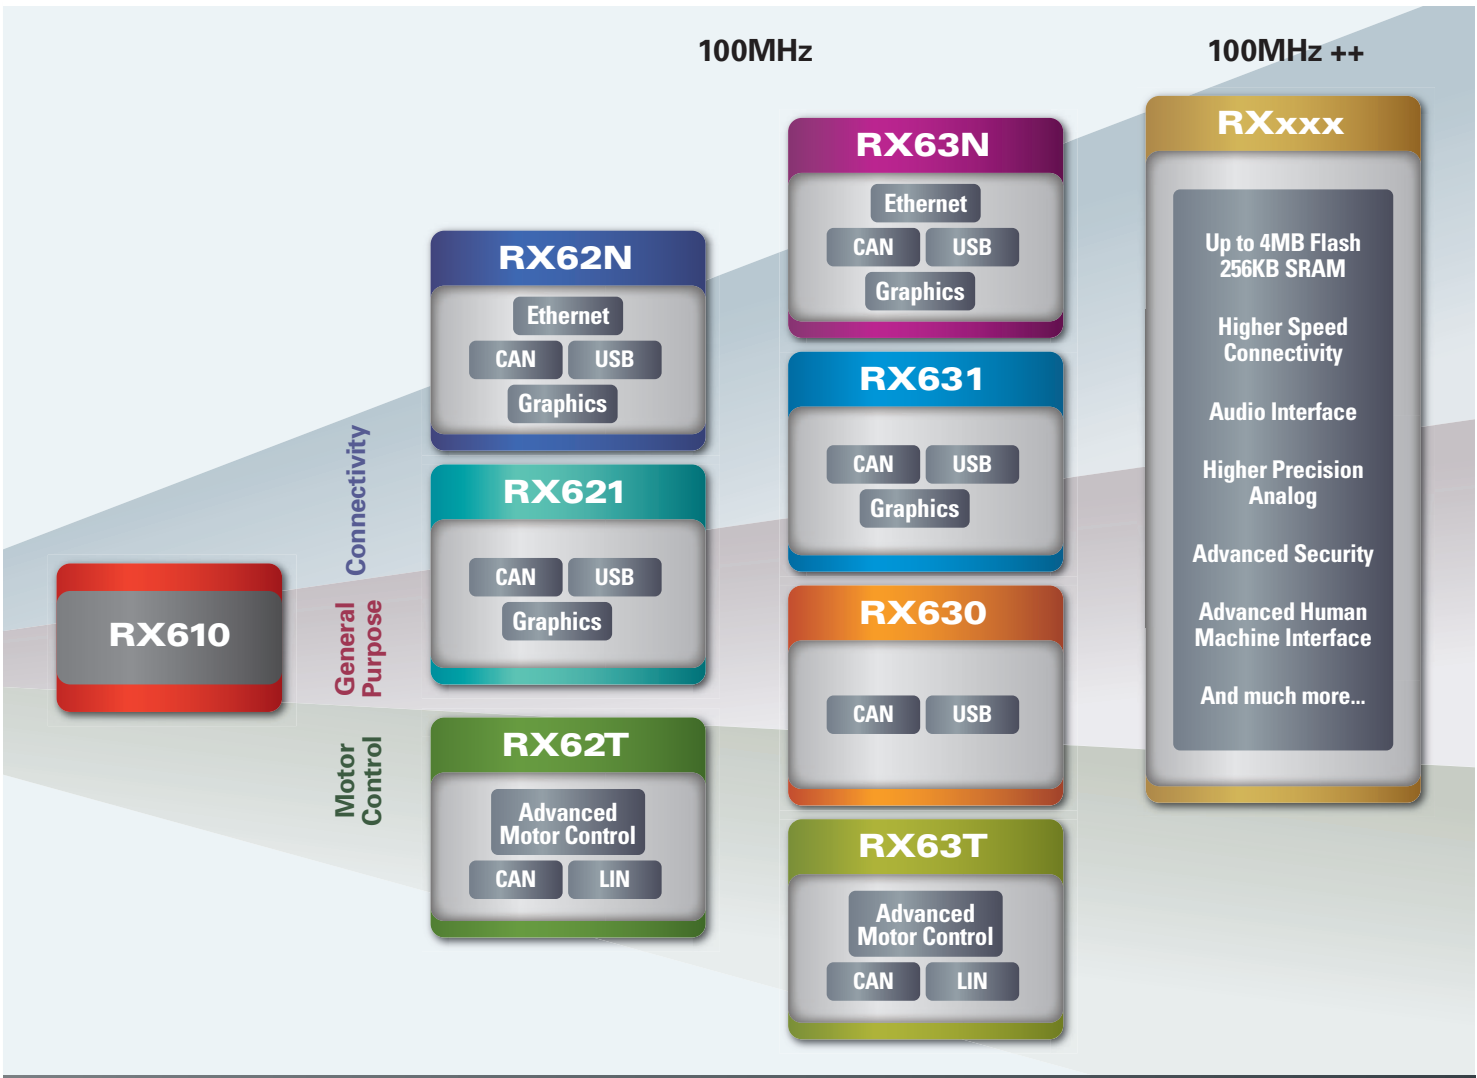 100MHz
100MHz ++
RX610
Connectivity
General
Purpose
Motor
Control
RX62N
Ethernet
CAN USB
Graphics
RX621
CAN USB
Graphics
RX62T
Advanced
Motor Control
CAN LIN
RX63N
Ethernet
CAN USB
Graphics
RX631
CAN USB
Graphics
RX630
CAN USB
RX63T
Advanced
Motor Control
CAN LIN
RXxxx
Up to 4MB Flash
256KB SRAM
Higher Speed
Connectivity
Audio Interface
Higher Precision
Analog
Advanced Security
Advanced Human
Machine Interface
And much more...